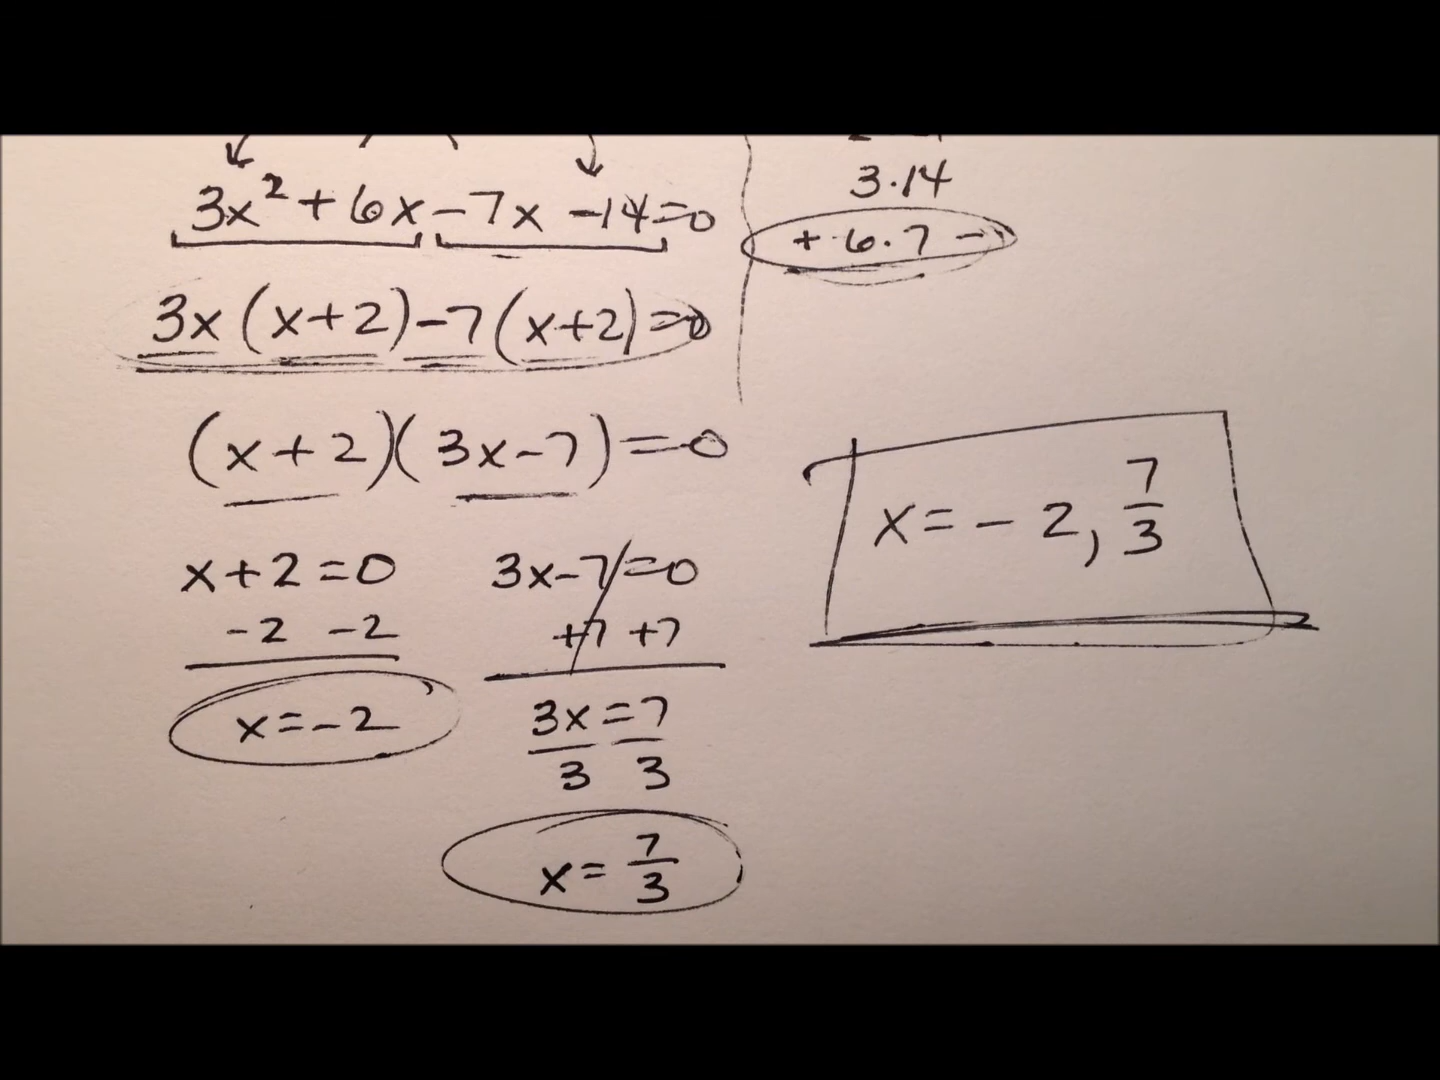 3x² + 6x - 7x - 14 = 0
3x(x+2) - 7(x+2) = 0
(x+2)(3x-7) = 0
x+2=0
-2 -2
x=-2
3x-7=0
+7 +7
3x=7
3 3
x=7/3
3·14
+6·7-
x=-2, 7/3